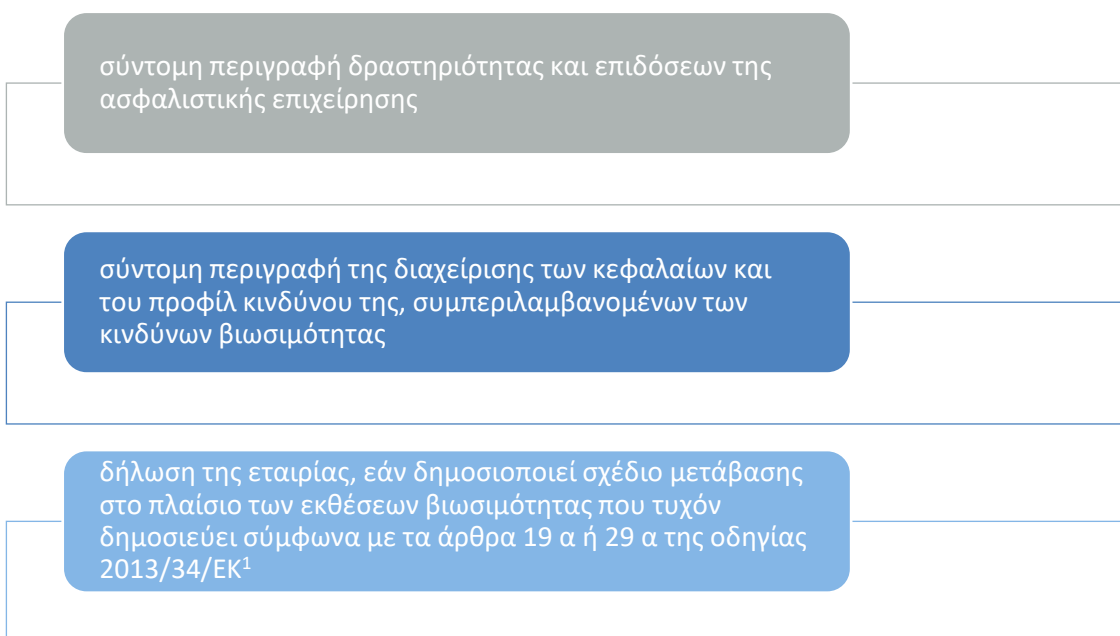 σύντομη περιγραφή δραστηριότητας και επιδόσεων της
ασφαλιστικής επιχείρησης
σύντομη περιγραφή της διαχείρισης των κεφαλαίων και
του προφίλ κινδύνου της, συμπεριλαμβανομένων των
κινδύνων βιωσιμότητας
δήλωση της εταιρίας, εάν δημοσιοποιεί σχέδιο μετάβασης
στο πλαίσιο των εκθέσεων βιωσιμότητας που τυχόν
δημοσιεύει σύμφωνα με τα άρθρα 19 α ή 29 α της οδηγίας
2013/34/ΕΚ¹